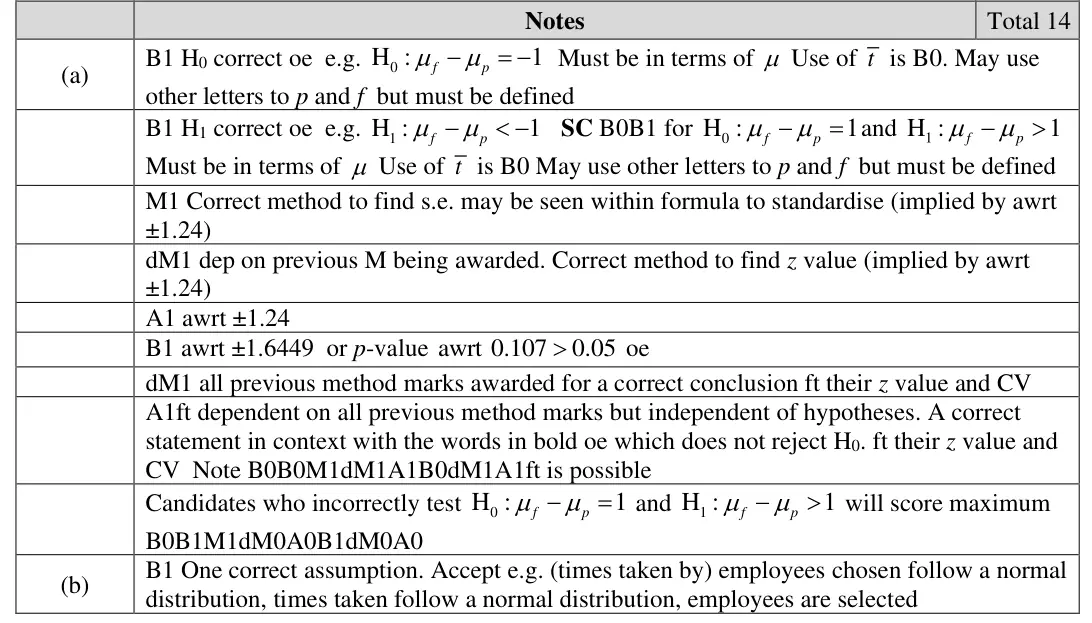 Notes Total 14
(a) B1 H₀ correct oe e.g. H₀ : μ_f − μ_p = −1 Must be in terms of μ Use of t̄ is B0. May use
other letters to p and f but must be defined
B1 H₁ correct oe e.g. H₁ : μ_f − μ_p < −1 SC B0B1 for H₀ : μ_f − μ_p = 1 and H₁ : μ_f − μ_p > 1
Must be in terms of μ Use of t̄ is B0 May use other letters to p and f but must be defined
M1 Correct method to find s.e. may be seen within formula to standardise (implied by awrt
±1.24)
dM1 dep on previous M being awarded. Correct method to find z value (implied by awrt
±1.24)
A1 awrt ±1.24
B1 awrt ±1.6449 or p-value awrt 0.107 > 0.05 oe
dM1 all previous method marks awarded for a correct conclusion ft their z value and CV
A1ft dependent on all previous method marks but independent of hypotheses. A correct
statement in context with the words in bold oe which does not reject H₀. ft their z value and
CV Note B0B0M1dM1A1B0dM1A1ft is possible
Candidates who incorrectly test H₀ : μ_f − μ_p = 1 and H₁ : μ_f − μ_p > 1 will score maximum
B0B1M1dM0A0B1dM0A0
(b) B1 One correct assumption. Accept e.g. (times taken by) employees chosen follow a normal
distribution, times taken follow a normal distribution, employees are selected